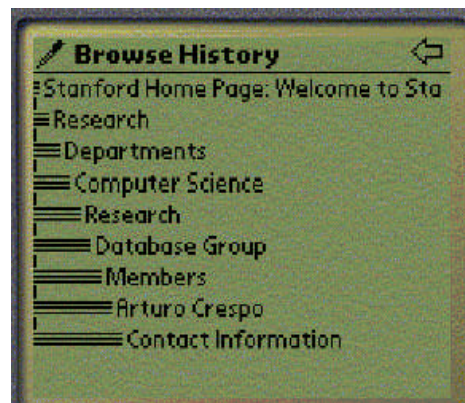 Browse History
Stanford Home Page: Welcome to Sta
Research
Departments
Computer Science
Research
Database Group
Members
Arturo Crespo
Contact Information